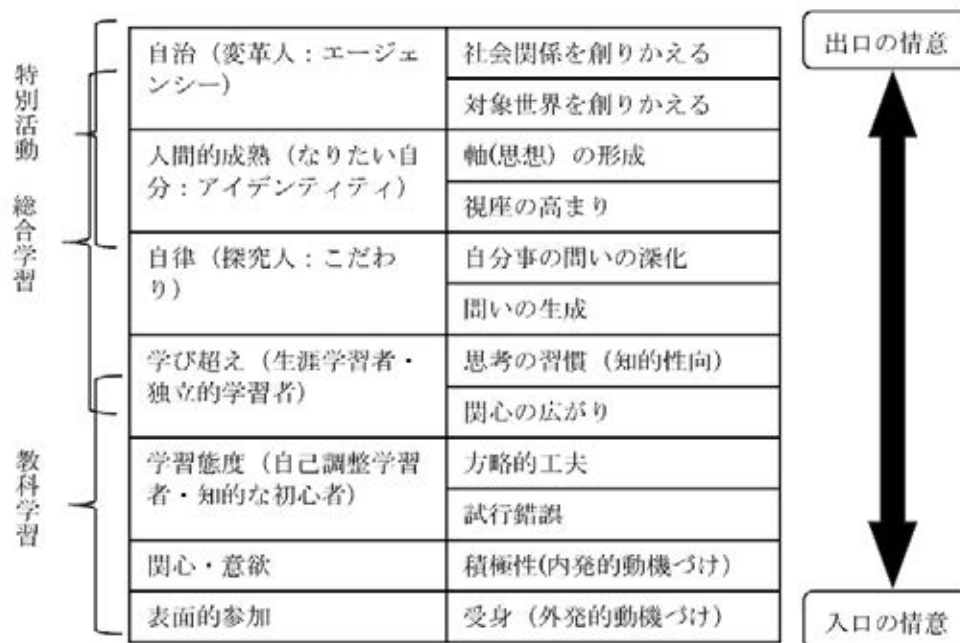 特別活動
総合学習
教科学習
自治（変革人：エージェ
ンシー）
社会関係を創りかえる
対象世界を創りかえる
人間的成熟（なりたい自
分：アイデンティティ）
軸(思想）の形成
視座の高まり
自律（探究人：こだわ
り）
自分事の問いの深化
問いの生成
学び超え（生涯学習者・
独立的学習者）
思考の習慣（知的性向）
関心の広がり
学習態度（自己調整学習
者・知的な初心者）
方略的工夫
試行錯誤
関心・意欲
積極性(内発的動機づけ）
表面的参加
受身（外発的動機づけ）
出口の情意
入口の情意